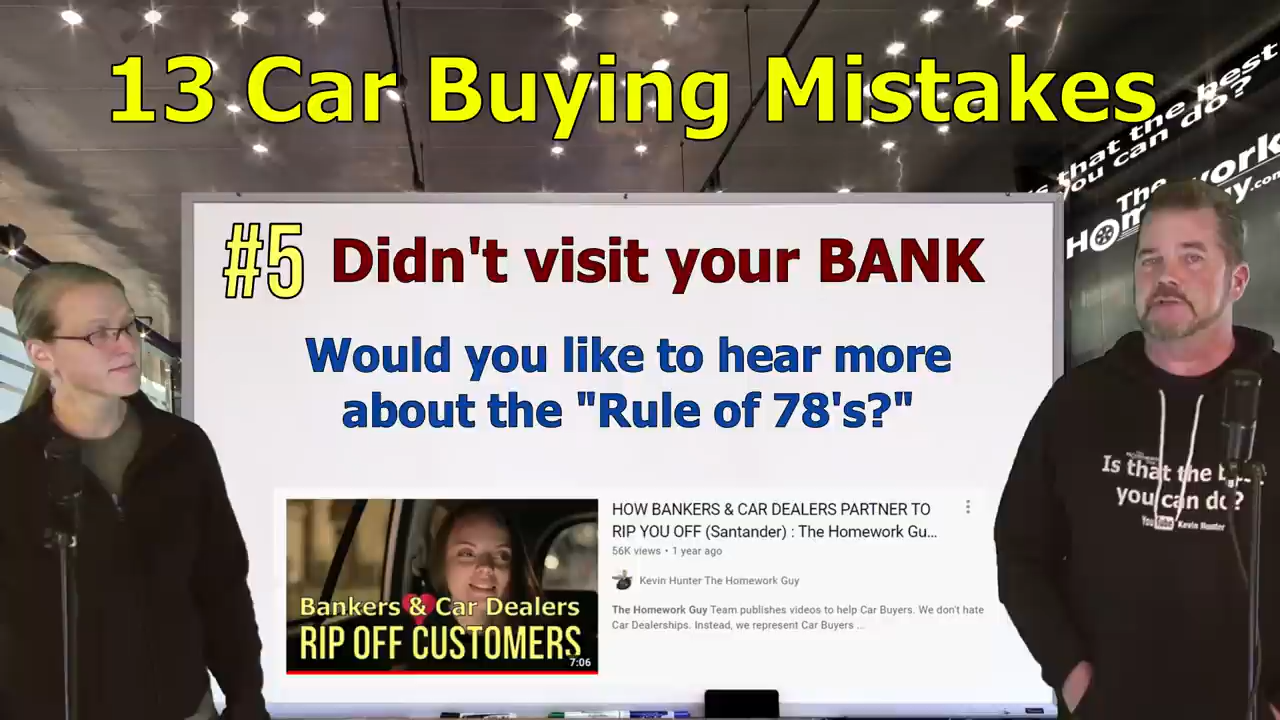 13 Car Buying Mistakes
Is that the best
you can do?
The
Homework
Guy.com
#5 Didn't visit your BANK
Would you like to hear more
about the "Rule of 78's?"
HOW BANKERS & CAR DEALERS PARTNER TO
RIP YOU OFF (Santander) : The Homework Gu...
56K views • 1 year ago
Kevin Hunter The Homework Guy
The Homework Guy Team publishes videos to help Car Buyers. We don't hate
Car Dealerships. Instead, we represent Car Buyers ...
Bankers & Car Dealers
RIP OFF CUSTOMERS
7:06
Is that the
you can do?
YouTube Kevin Hunter